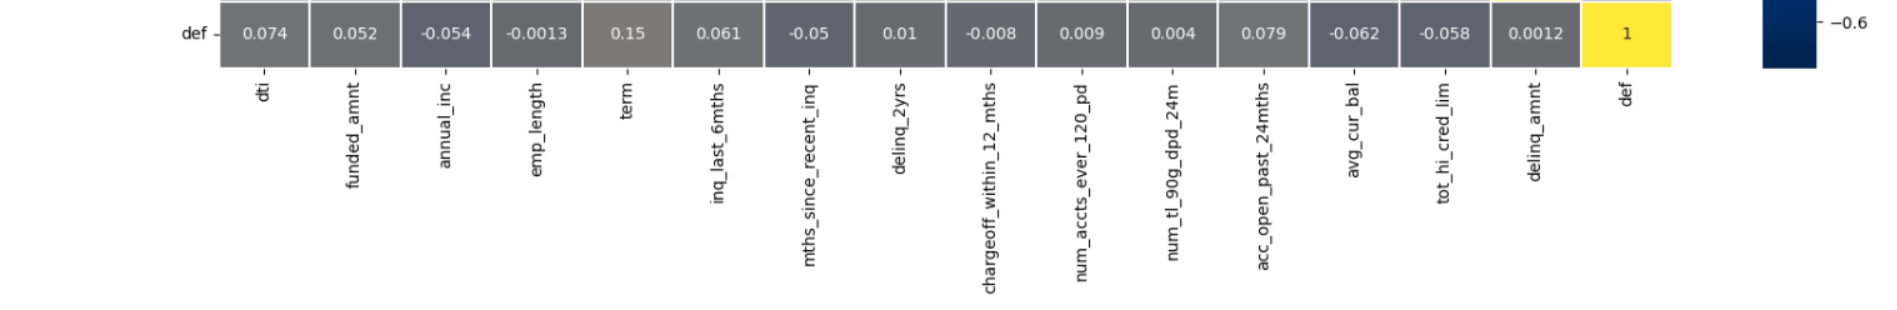 def 0.074 0.052 -0.054 -0.0013 0.15 0.061 -0.05 0.01 -0.008 0.009 0.004 0.079 -0.062 -0.058 0.0012 1
−0.6
dti
funded_amnt
annual_inc
emp_length
term
inq_last_6mths
mths_since_recent_inq
delinq_2yrs
chargeoff_within_12_mths
num_accts_ever_120_pd
num_tl_90g_dpd_24m
acc_open_past_24mths
avg_cur_bal
tot_hi_cred_lim
delinq_amnt
def